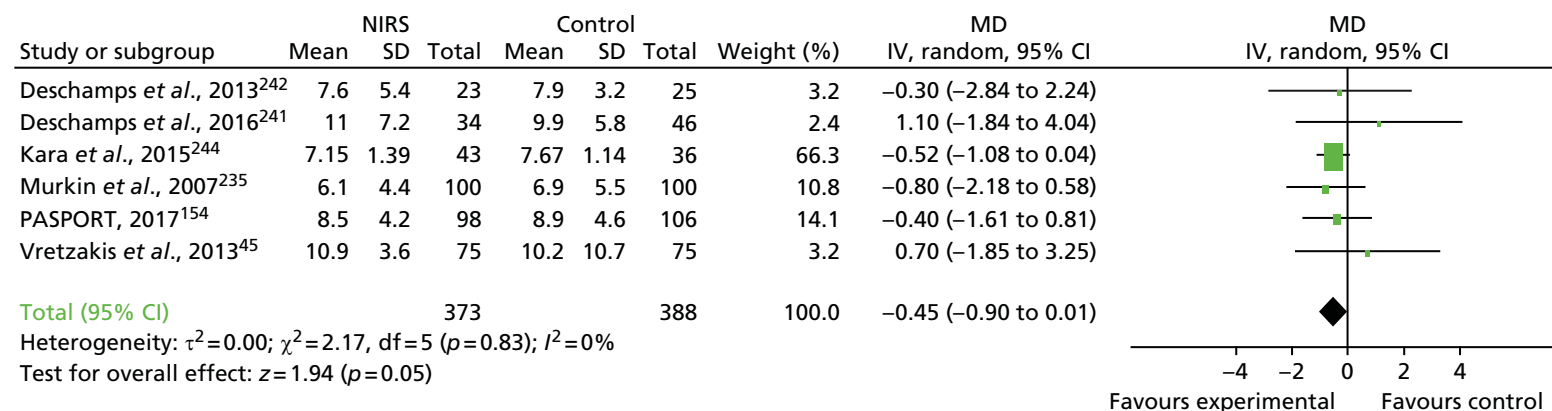 NIRS Control MD MD
Study or subgroup Mean SD Total Mean SD Total Weight (%) IV, random, 95% CI IV, random, 95% CI
Deschamps et al., 2013242 7.6 5.4 23 7.9 3.2 25 3.2 −0.30 (−2.84 to 2.24)
Deschamps et al., 2016241 11 7.2 34 9.9 5.8 46 2.4 1.10 (−1.84 to 4.04)
Kara et al., 2015244 7.15 1.39 43 7.67 1.14 36 66.3 −0.52 (−1.08 to 0.04)
Murkin et al., 2007235 6.1 4.4 100 6.9 5.5 100 10.8 −0.80 (−2.18 to 0.58)
PASPORT, 2017154 8.5 4.2 98 8.9 4.6 106 14.1 −0.40 (−1.61 to 0.81)
Vretzakis et al., 201345 10.9 3.6 75 10.2 10.7 75 3.2 0.70 (−1.85 to 3.25)
Total (95% CI) 373 388 100.0 −0.45 (−0.90 to 0.01)
Heterogeneity: τ2=0.00; χ2=2.17, df=5 (p=0.83); I2=0%
Test for overall effect: z=1.94 (p=0.05)
−4 −2 0 2 4
Favours experimental Favours control